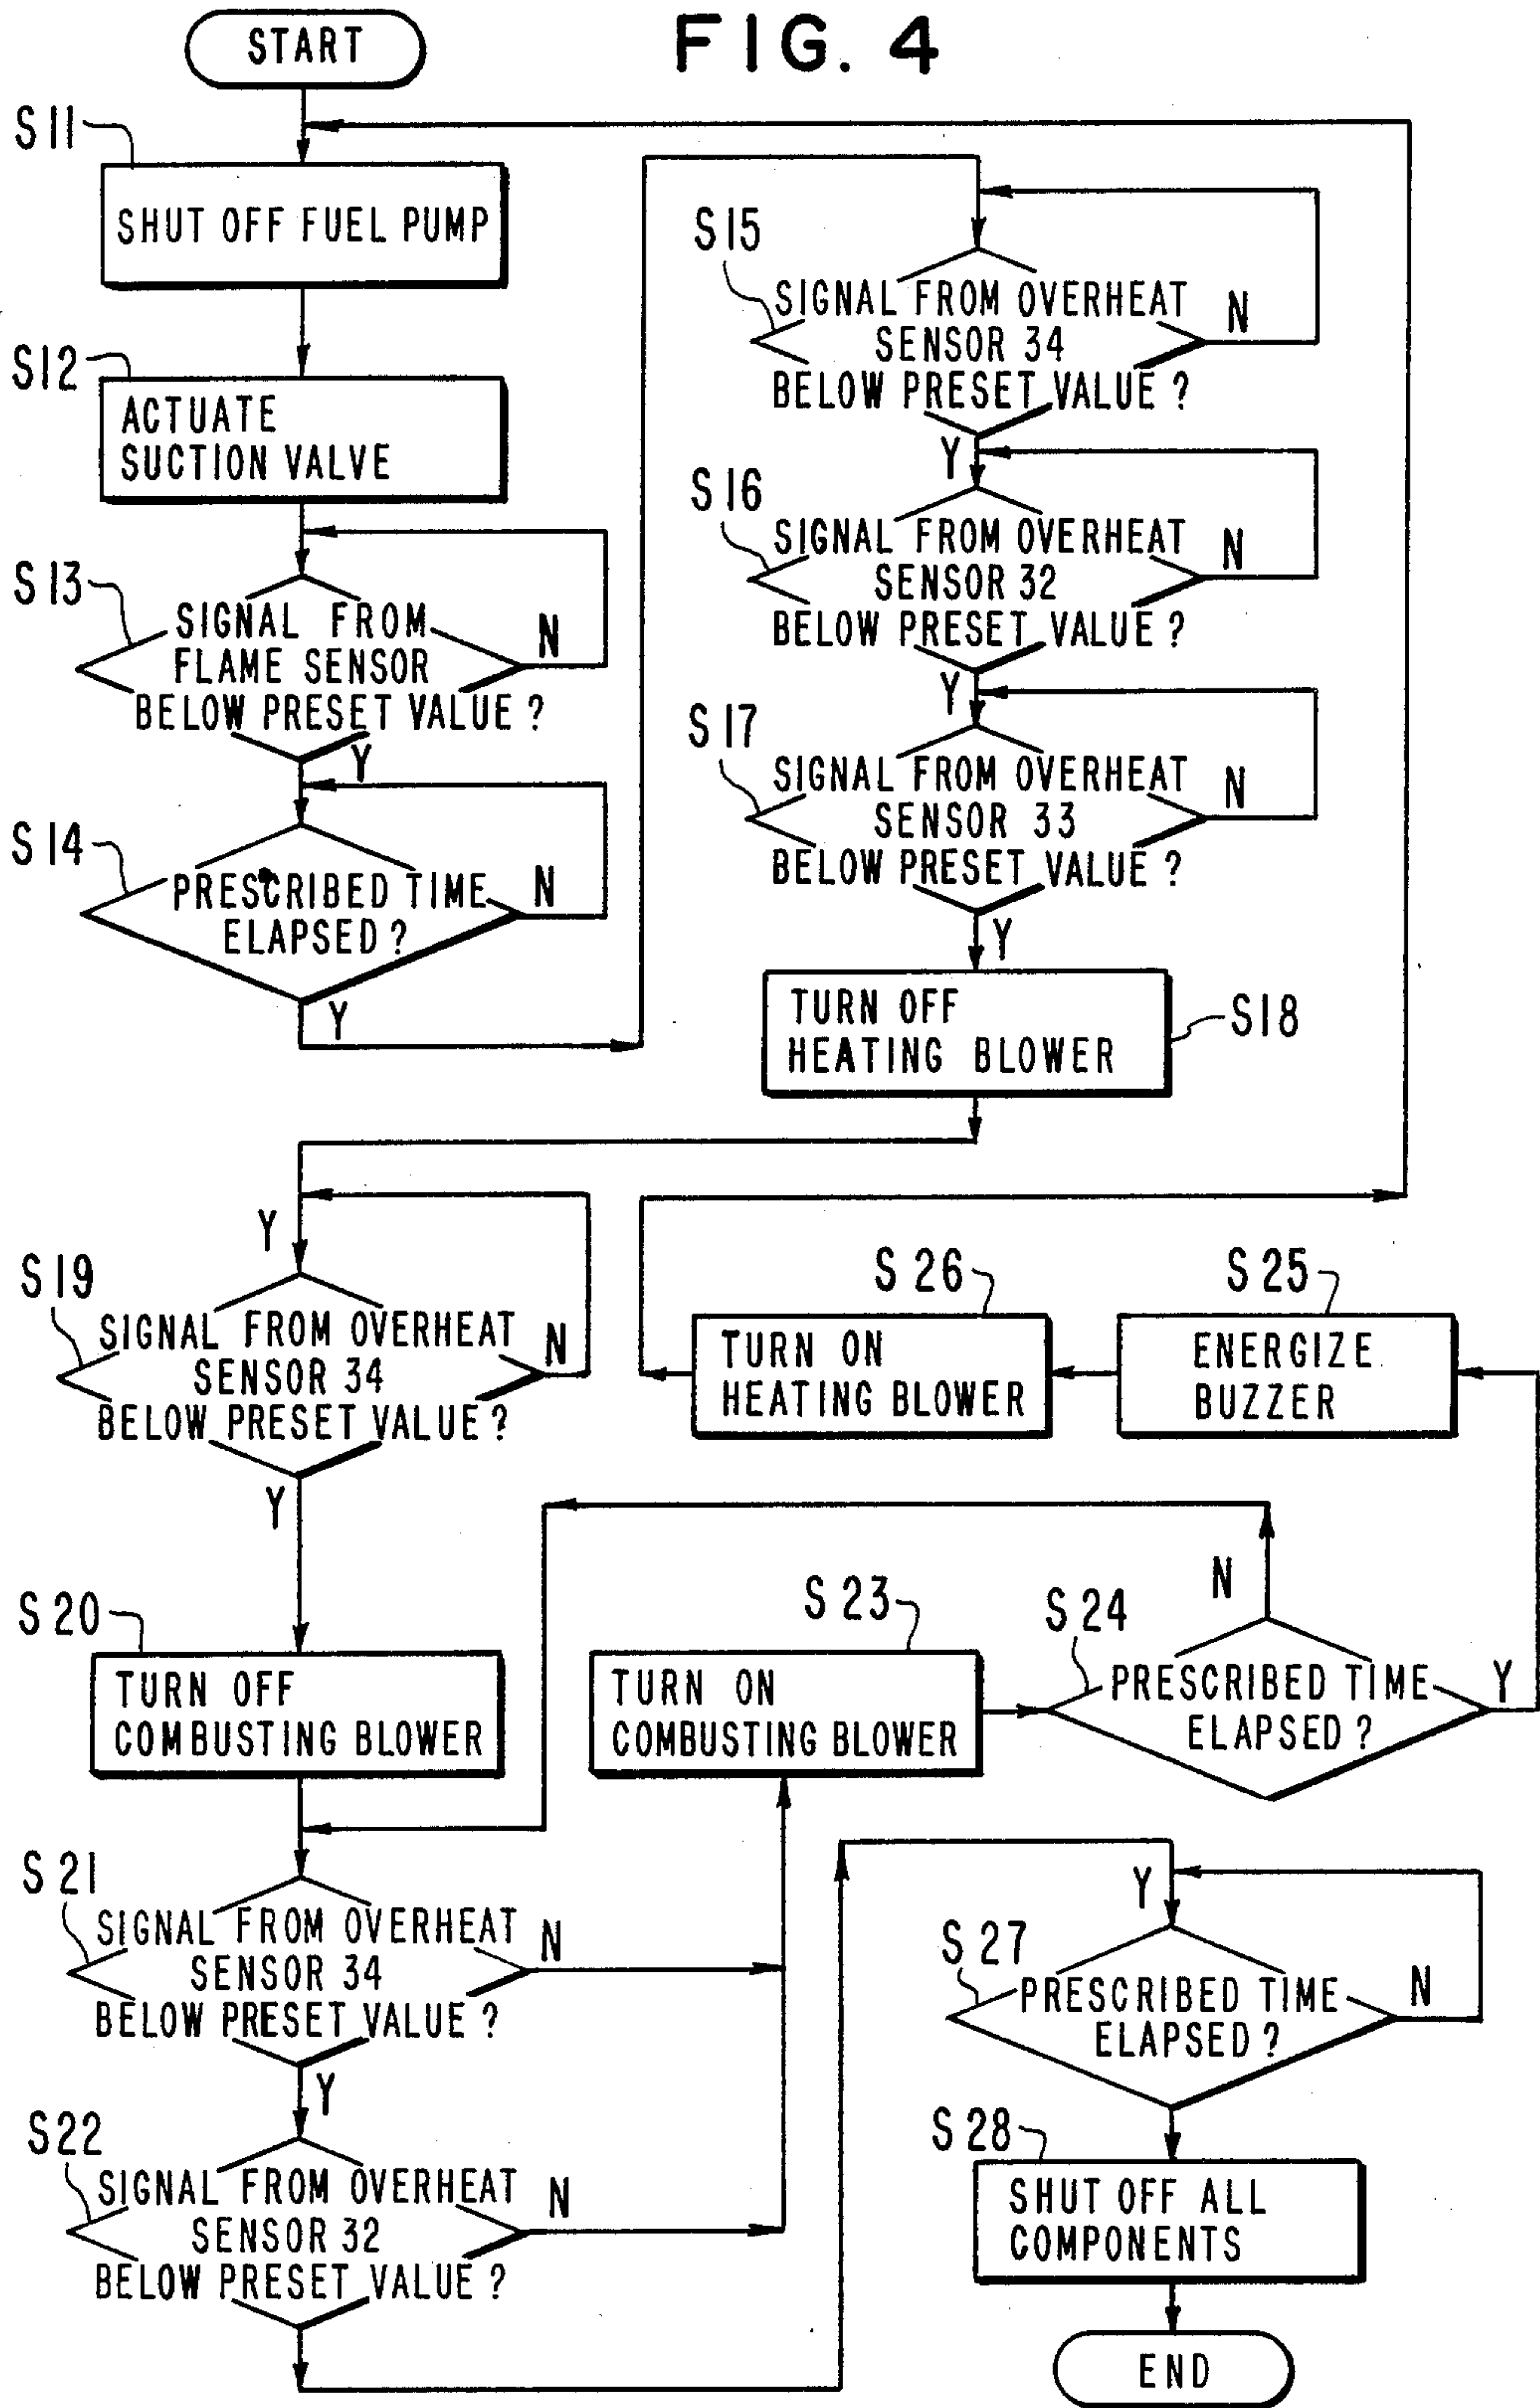 FIG. 4
START
S11
SHUT OFF FUEL PUMP
S12
ACTUATE
SUCTION VALVE
S13
SIGNAL FROM
FLAME SENSOR
BELOW PRESET VALUE ?
N
Y
S14
PRESCRIBED TIME
ELAPSED ?
N
Y
S15
SIGNAL FROM OVERHEAT
SENSOR 34
BELOW PRESET VALUE ?
N
Y
S16
SIGNAL FROM OVERHEAT
SENSOR 32
BELOW PRESET VALUE ?
N
Y
S17
SIGNAL FROM OVERHEAT
SENSOR 33
BELOW PRESET VALUE ?
N
Y
TURN OFF
HEATING BLOWER
S18
Y
S19
SIGNAL FROM OVERHEAT
SENSOR 34
BELOW PRESET VALUE ?
N
Y
S26
TURN ON
HEATING BLOWER
S25
ENERGIZE
BUZZER
S20
TURN OFF
COMBUSTING BLOWER
S23
TURN ON
COMBUSTING BLOWER
S24
PRESCRIBED TIME
ELAPSED ?
N
Y
S21
SIGNAL FROM OVERHEAT
SENSOR 34
BELOW PRESET VALUE ?
N
Y
S22
SIGNAL FROM OVERHEAT
SENSOR 32
BELOW PRESET VALUE ?
N
Y
S27
PRESCRIBED TIME
ELAPSED ?
N
S28
SHUT OFF ALL
COMPONENTS
END